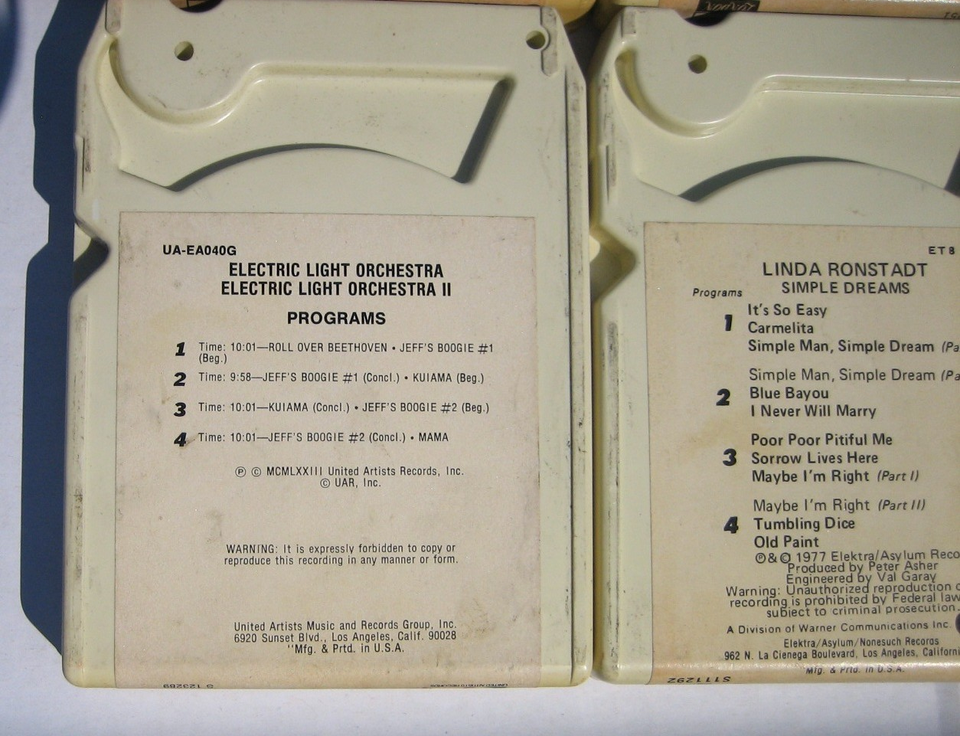 UA-EA040G
ELECTRIC LIGHT ORCHESTRA
ELECTRIC LIGHT ORCHESTRA II
PROGRAMS
1 Time: 10:01—ROLL OVER BEETHOVEN • JEFF'S BOOGIE #1
(Beg.)
2 Time: 9:58—JEFF'S BOOGIE #1 (Concl.) • KUIAMA (Beg.)
3 Time: 10:01—KUIAMA (Concl.) • JEFF'S BOOGIE #2 (Beg.)
4 Time: 10:01—JEFF'S BOOGIE #2 (Concl.) • MAMA
℗ © MCMLXXIII United Artists Records, Inc.
© UAR, Inc.
WARNING: It is expressly forbidden to copy or
reproduce this recording in any manner or form.
United Artists Music and Records Group, Inc.
6920 Sunset Blvd., Los Angeles, Calif. 90028
"Mfg. & Prtd. in U.S.A.
ET8
LINDA RONSTADT
SIMPLE DREAMS
Programs
1 It's So Easy
Carmelita
Simple Man, Simple Dream (Pa
Simple Man, Simple Dream (Pa
2 Blue Bayou
I Never Will Marry
Poor Poor Pitiful Me
3 Sorrow Lives Here
Maybe I'm Right (Part I)
Maybe I'm Right (Part II)
4 Tumbling Dice
Old Paint
℗&© 1977 Elektra/Asylum Reco
Produced by Peter Asher
Engineered by Val Garay
Warning: Unauthorized reproduction o
recording is prohibited by Federal law
subject to criminal prosecution.
A Division of Warner Communications Inc.
Elektra/Asylum/Nonesuch Records
962 N. La Cienega Boulevard, Los Angeles, Californi
Mfg. & Prtd. in U.S.A.
S111292